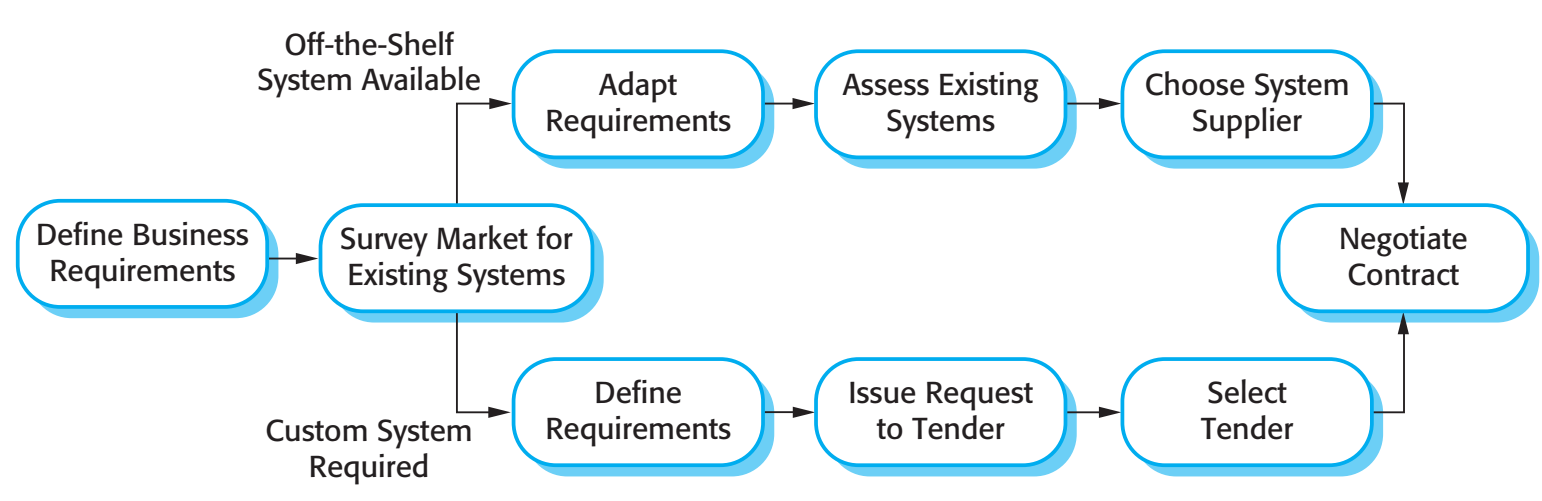 Off-the-Shelf
System Available
Adapt
Requirements
Assess Existing
Systems
Choose System
Supplier
Define Business
Requirements
Survey Market for
Existing Systems
Negotiate
Contract
Custom System
Required
Define
Requirements
Issue Request
to Tender
Select
Tender